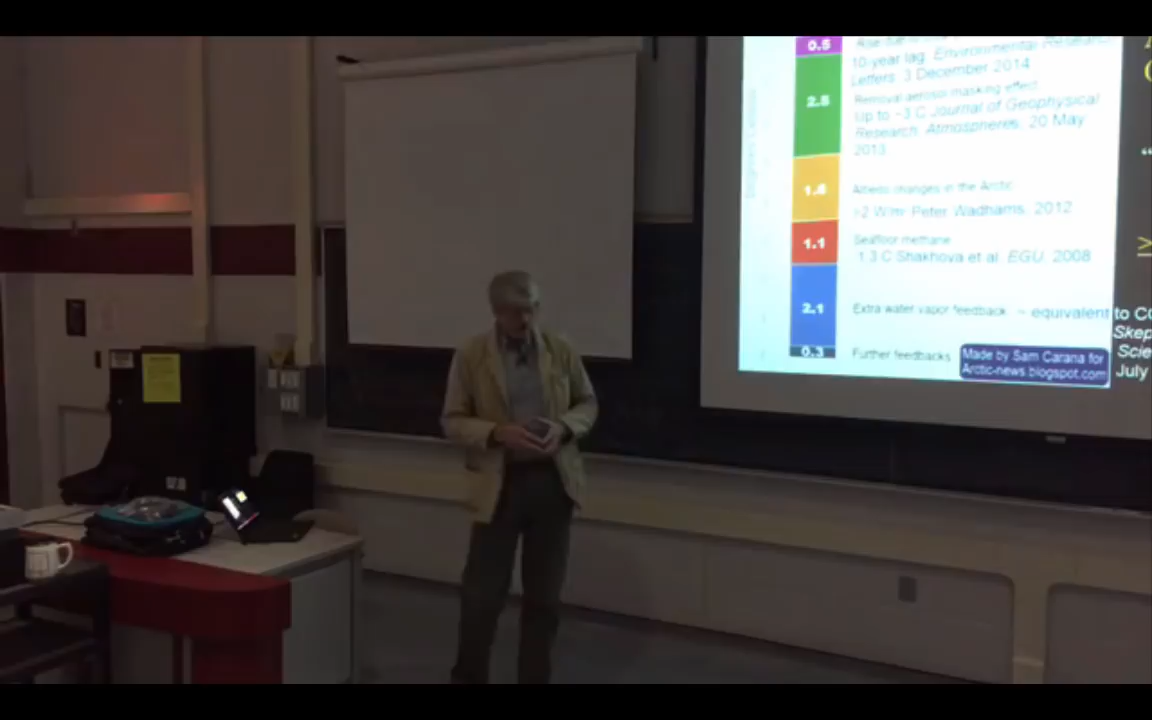 0.5
10-year lag. Environmental Research
Letters. 3 December 2014
2.5
Removal aerosol masking effect
Up to ~3 C Journal of Geophysical
Research: Atmospheres. 20 May
2013
1.6
Albedo changes in the Arctic
Peter Wadhams, 2012
1.1
Seafloor methane
1.3 C Shakhova et al. EGU, 2008
2.1
Extra water vapor feedback ~ equivalent to CO
Skep
Scie
July
0.3
Further feedbacks
Made by Sam Carana for
Arctic-news.blogspot.com